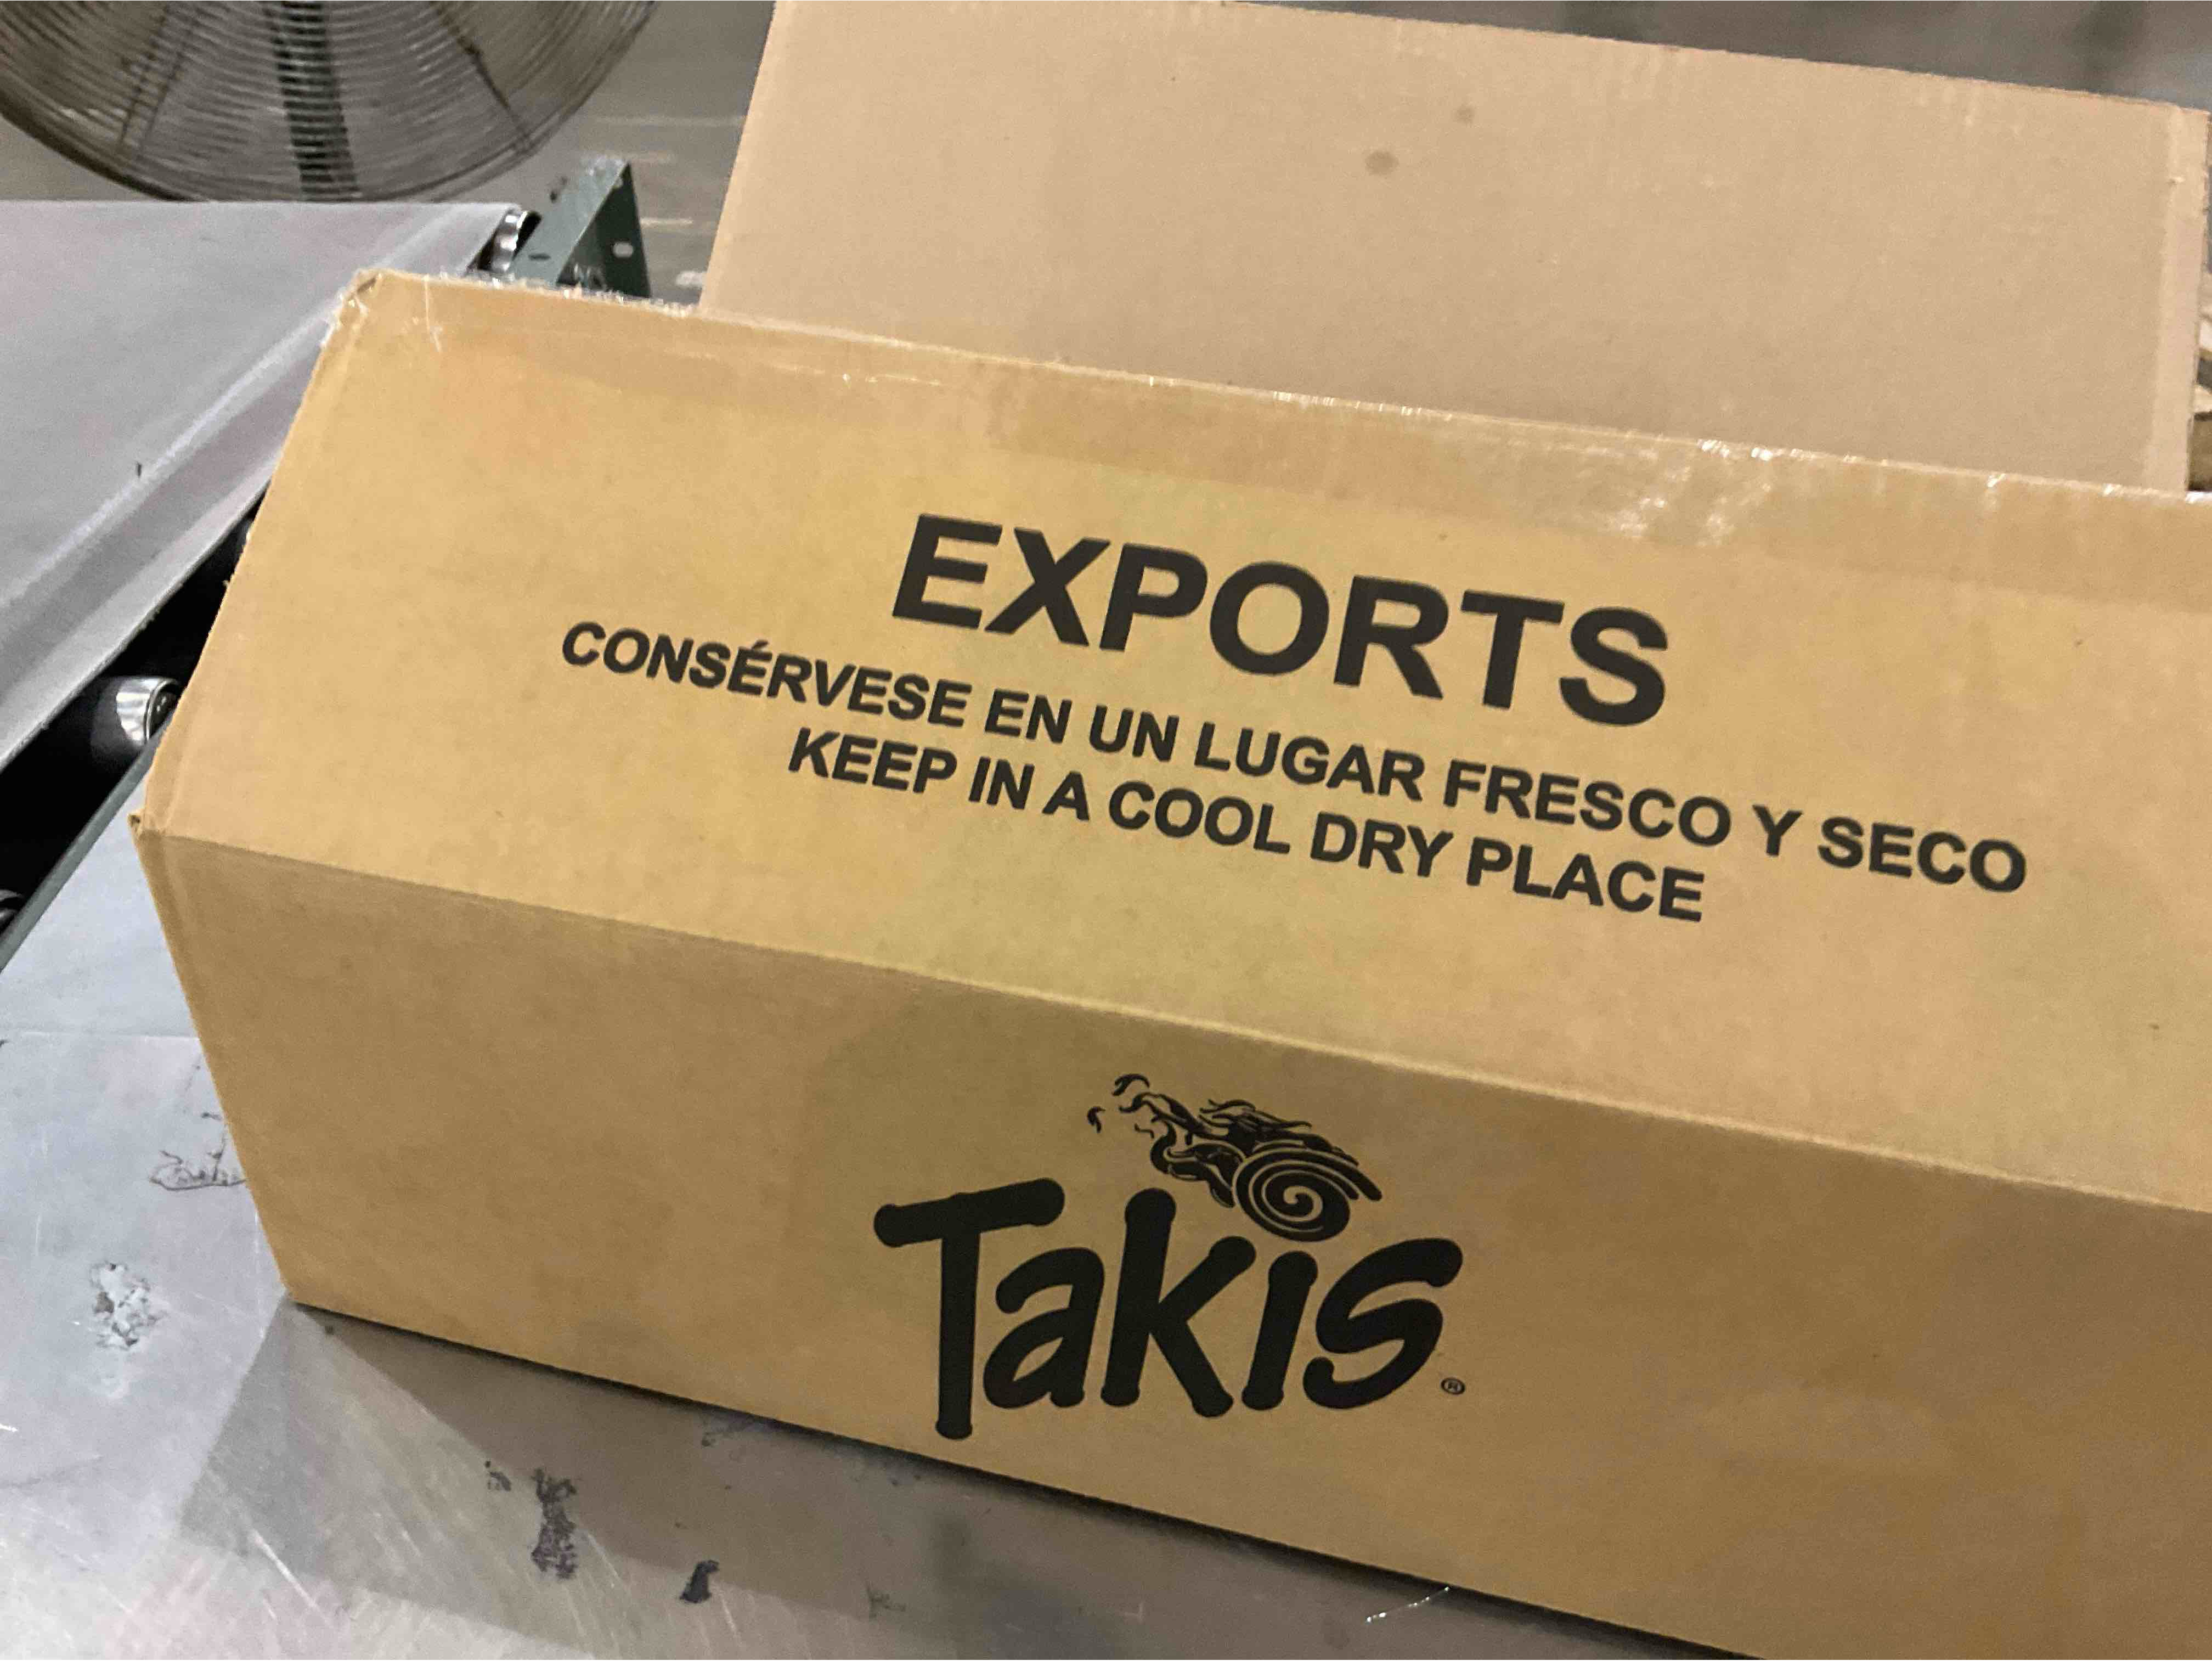 EXPORTS
CONSÉRVESE EN UN LUGAR FRESCO Y SECO
KEEP IN A COOL DRY PLACE
Takis®